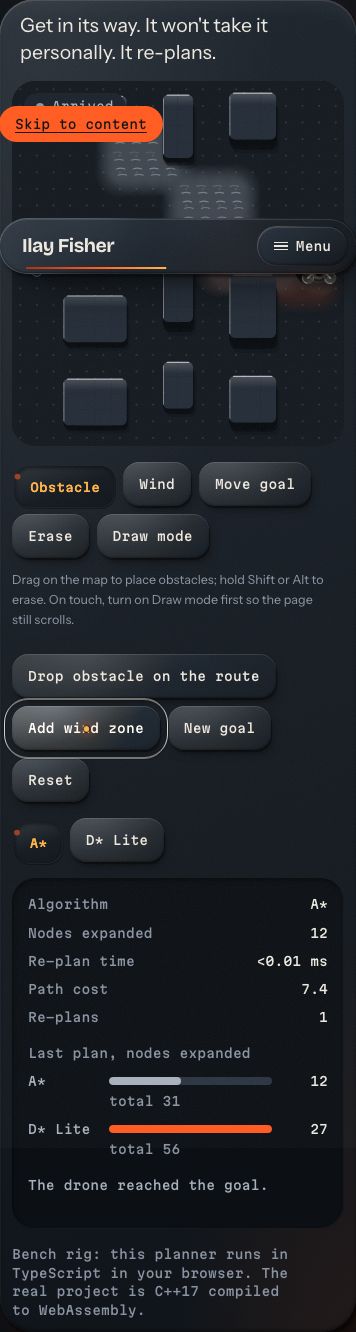 Get in its way. It won't take it
personally. It re-plans.
Arrived
Skip to content
Ilay Fisher
Menu
Obstacle
Wind
Move goal
Erase
Draw mode
Drag on the map to place obstacles; hold Shift or Alt to
erase. On touch, turn on Draw mode first so the page
still scrolls.
Drop obstacle on the route
Add wind zone
New goal
Reset
A*
D* Lite
Algorithm A*
Nodes expanded 12
Re-plan time <0.01 ms
Path cost 7.4
Re-plans 1
Last plan, nodes expanded
A* 12
total 31
D* Lite 27
total 56
The drone reached the goal.
Bench rig: this planner runs in
TypeScript in your browser. The
real project is C++17 compiled
to WebAssembly.